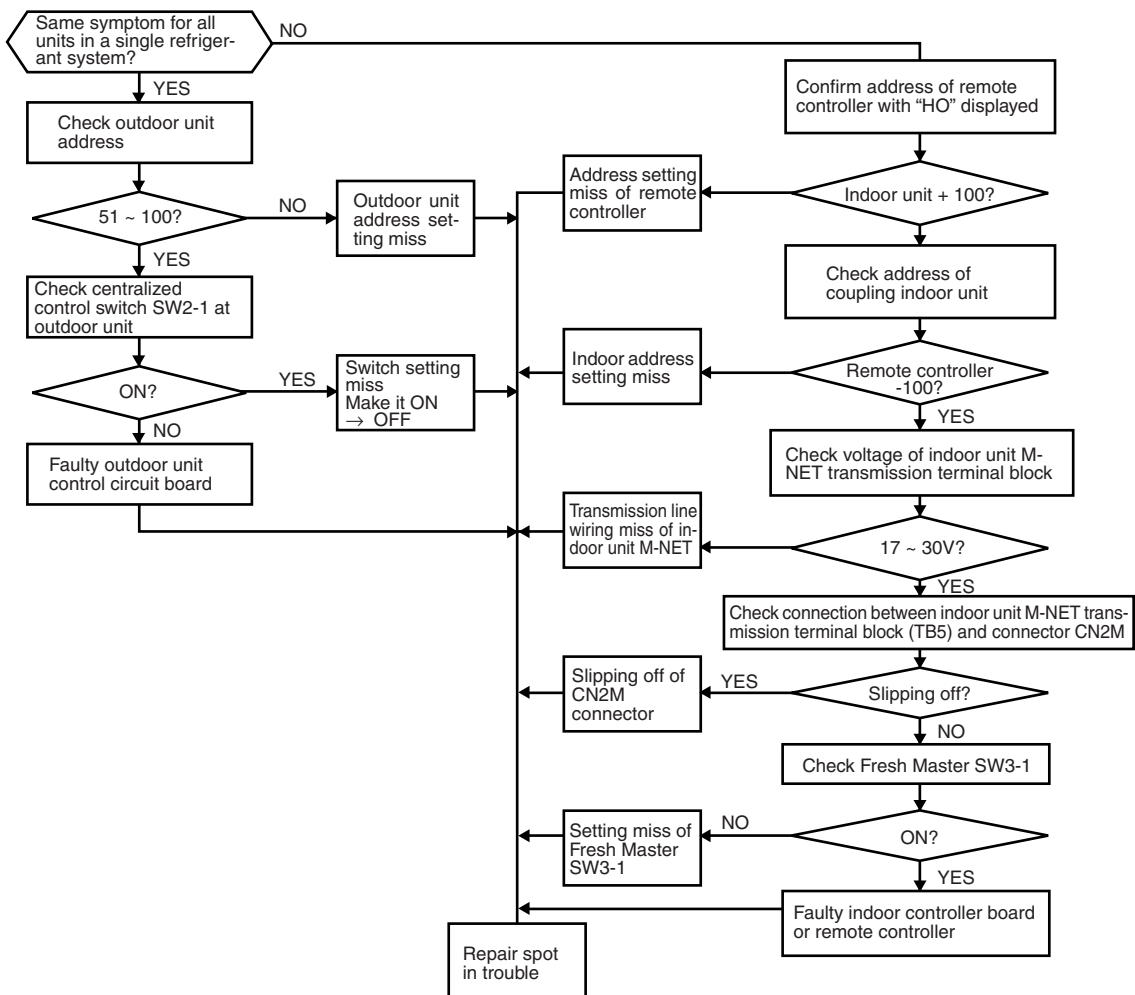 Same symptom for all
units in a single refriger-
ant system?
NO
YES
Check outdoor unit
address
51 ~ 100?
NO
Outdoor unit
address set-
ting miss
YES
Check centralized
control switch SW2-1 at
outdoor unit
ON?
YES
Switch setting
miss
Make it ON
→ OFF
NO
Faulty outdoor unit
control circuit board
Confirm address of remote
controller with “HO” displayed
Indoor unit + 100?
Address setting
miss of remote
controller
Check address of
coupling indoor unit
Remote controller
-100?
Indoor address
setting miss
YES
Check voltage of indoor unit M-
NET transmission terminal block
17 ~ 30V?
Transmission line
wiring miss of in-
door unit M-NET
YES
Check connection between indoor unit M-NET trans-
mission terminal block (TB5) and connector CN2M
Slipping off?
YES
Slipping off of
CN2M
connector
NO
Check Fresh Master SW3-1
ON?
NO
Setting miss of
Fresh Master
SW3-1
YES
Faulty indoor controller board
or remote controller
Repair spot
in trouble